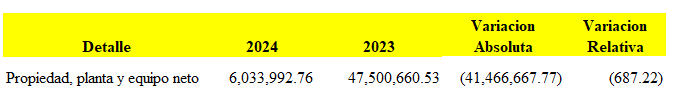 Variacion Variacion
Detalle 2024 2023 Absoluta Relativa
Propiedad, planta y equipo neto 6,033,992.76 47,500,660.53 (41,466,667.77) (687.22)